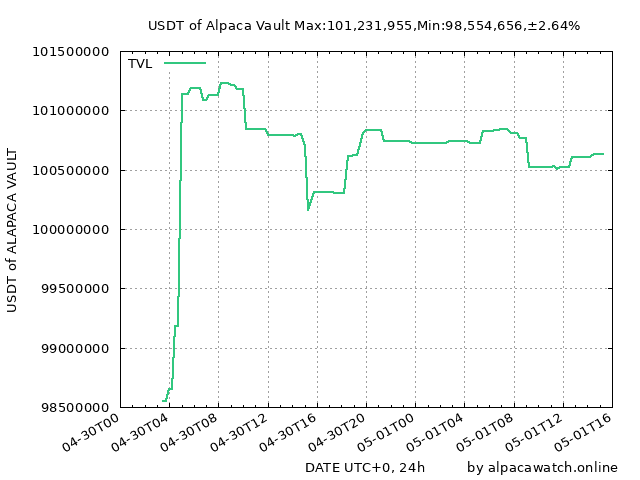 USDT of Alpaca Vault Max:101,231,955,Min:98,554,656,±2.64%
TVL
101500000
101000000
100500000
100000000
99500000
99000000
98500000
USDT of ALAPACA VAULT
04-30T00
04-30T04
04-30T08
04-30T12
04-30T16
04-30T20
05-01T00
05-01T04
05-01T08
05-01T12
05-01T16
DATE UTC+0, 24h
by alpacawatch.online